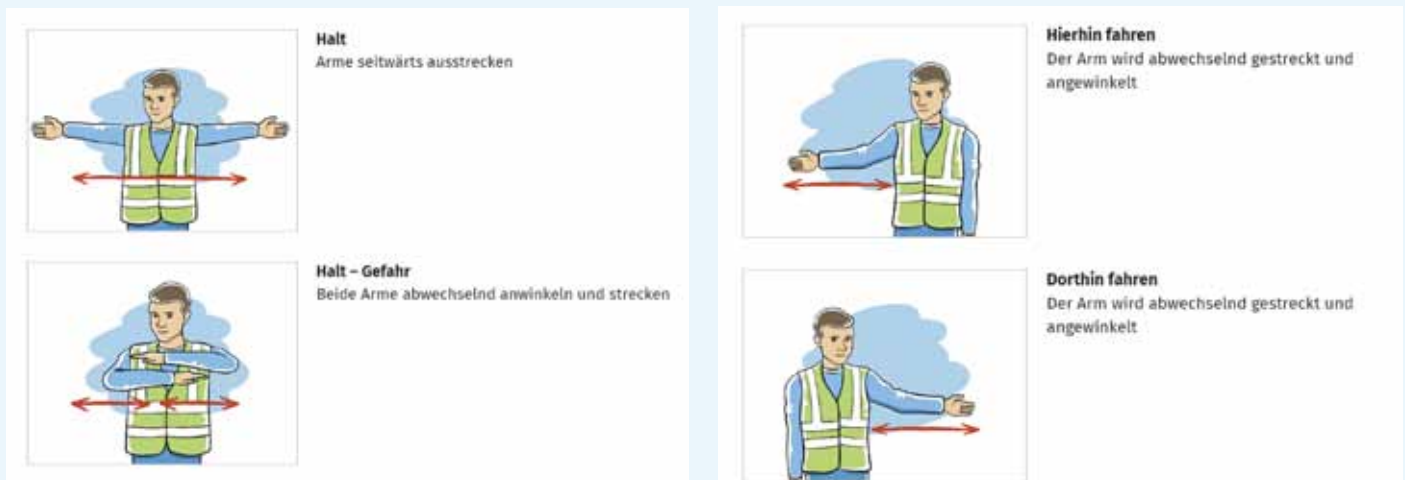 Halt
Arme seitwärts ausstrecken
Halt – Gefahr
Beide Arme abwechselnd anwinkeln und strecken
Hierhin fahren
Der Arm wird abwechselnd gestreckt und
angewinkelt
Dorthin fahren
Der Arm wird abwechselnd gestreckt und
angewinkelt